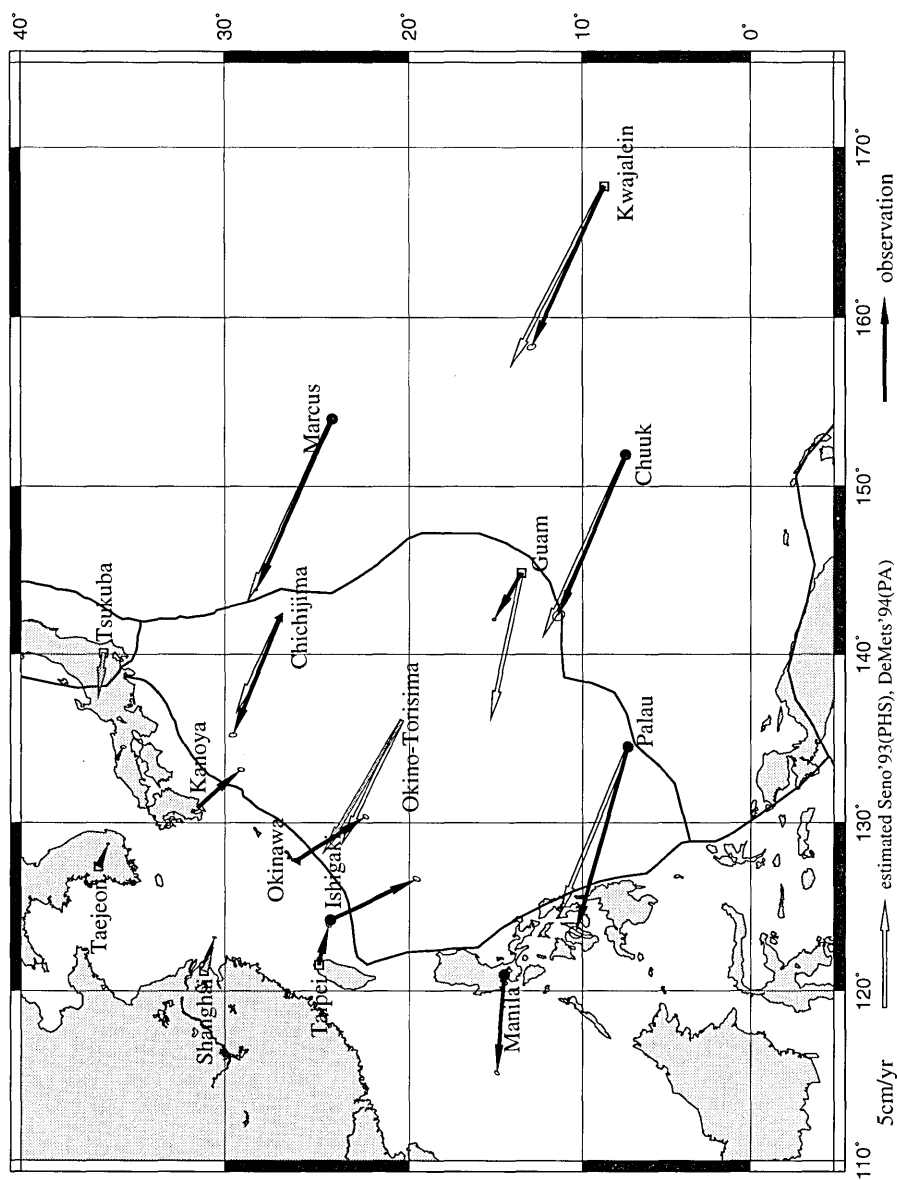 40°
30°
20°
10°
0°
110°
120°
130°
140°
150°
160°
170°
Taejeon
Shanghai
Taipei
Ishigaki
Okinawa
Kanoya
Tsukuba
Chichijima
Okino-Torisima
Marcus
Manila
Palau
Guam
Chuuk
Kwajalein
5cm/yr
estimated Seno'93(PHS), DeMets'94(PA)
observation